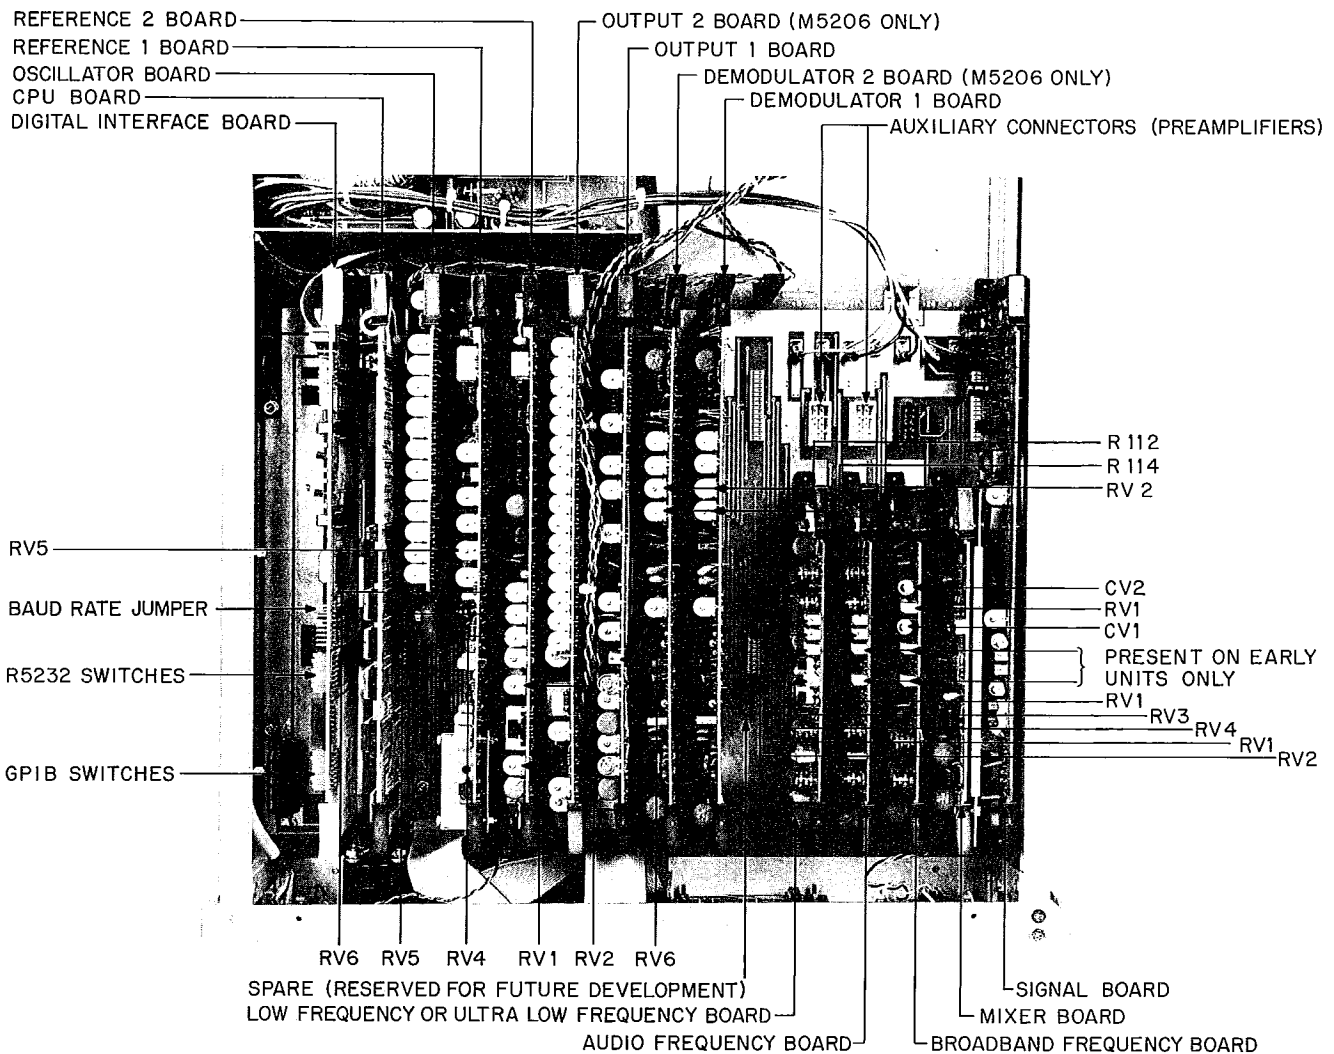 REFERENCE 2 BOARD
REFERENCE 1 BOARD
OSCILLATOR BOARD
CPU BOARD
DIGITAL INTERFACE BOARD
OUTPUT 2 BOARD (M5206 ONLY)
OUTPUT 1 BOARD
DEMODULATOR 2 BOARD (M5206 ONLY)
DEMODULATOR 1 BOARD
AUXILIARY CONNECTORS (PREAMPLIFIERS)
R 112
R 114
RV 2
RV5
BAUD RATE JUMPER
R5232 SWITCHES
GPIB SWITCHES
CV2
RV1
CV1
PRESENT ON EARLY
UNITS ONLY
RV1
RV3
RV4
RV1
RV2
RV6 RV5 RV4 RV1 RV2 RV6
SPARE (RESERVED FOR FUTURE DEVELOPMENT)
LOW FREQUENCY OR ULTRA LOW FREQUENCY BOARD
AUDIO FREQUENCY BOARD
SIGNAL BOARD
MIXER BOARD
BROADBAND FREQUENCY BOARD